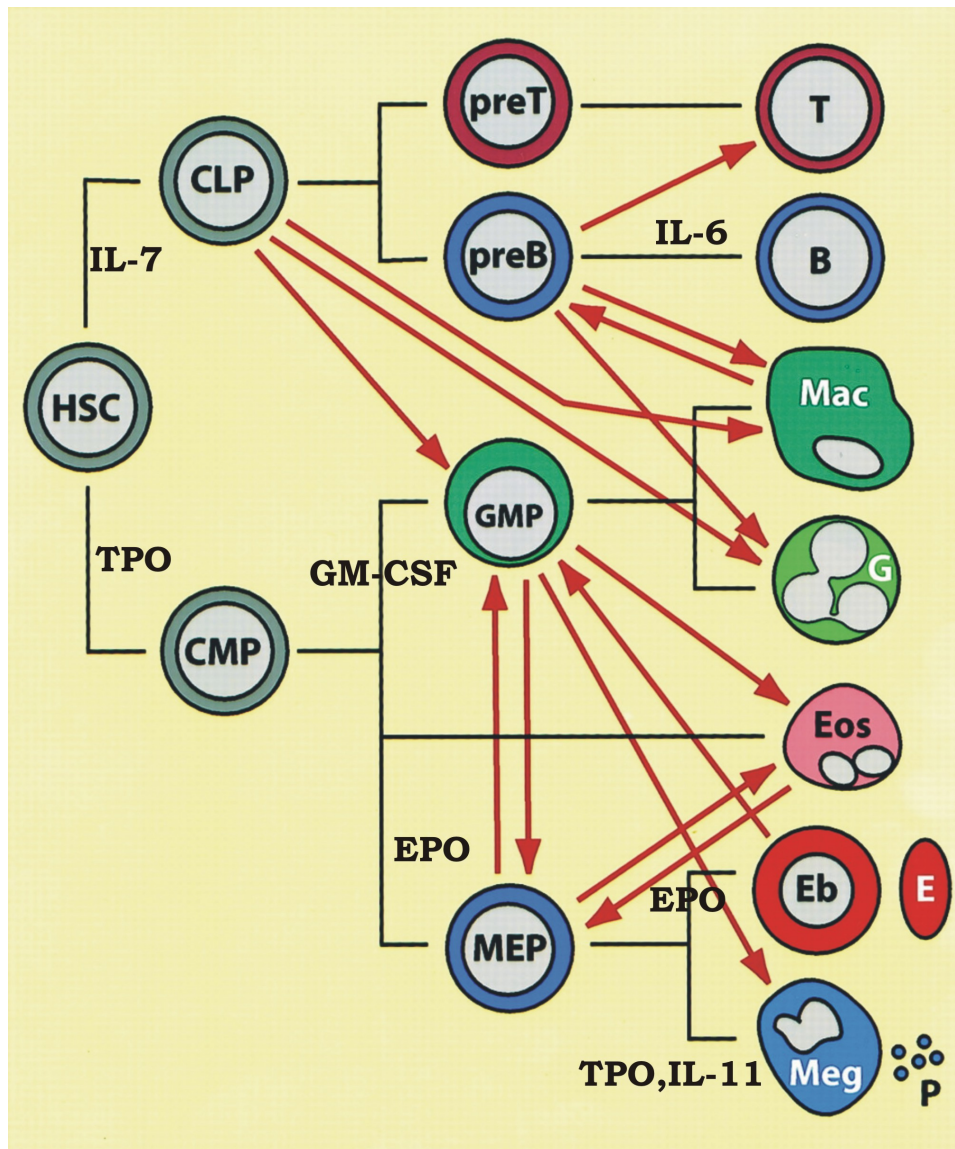 preT
T
CLP
preB
IL-6
B
IL-7
Mac
HSC
GMP
TPO
GM-CSF
G
CMP
Eos
EPO
EPO
Eb
E
MEP
TPO,IL-11
Meg
P